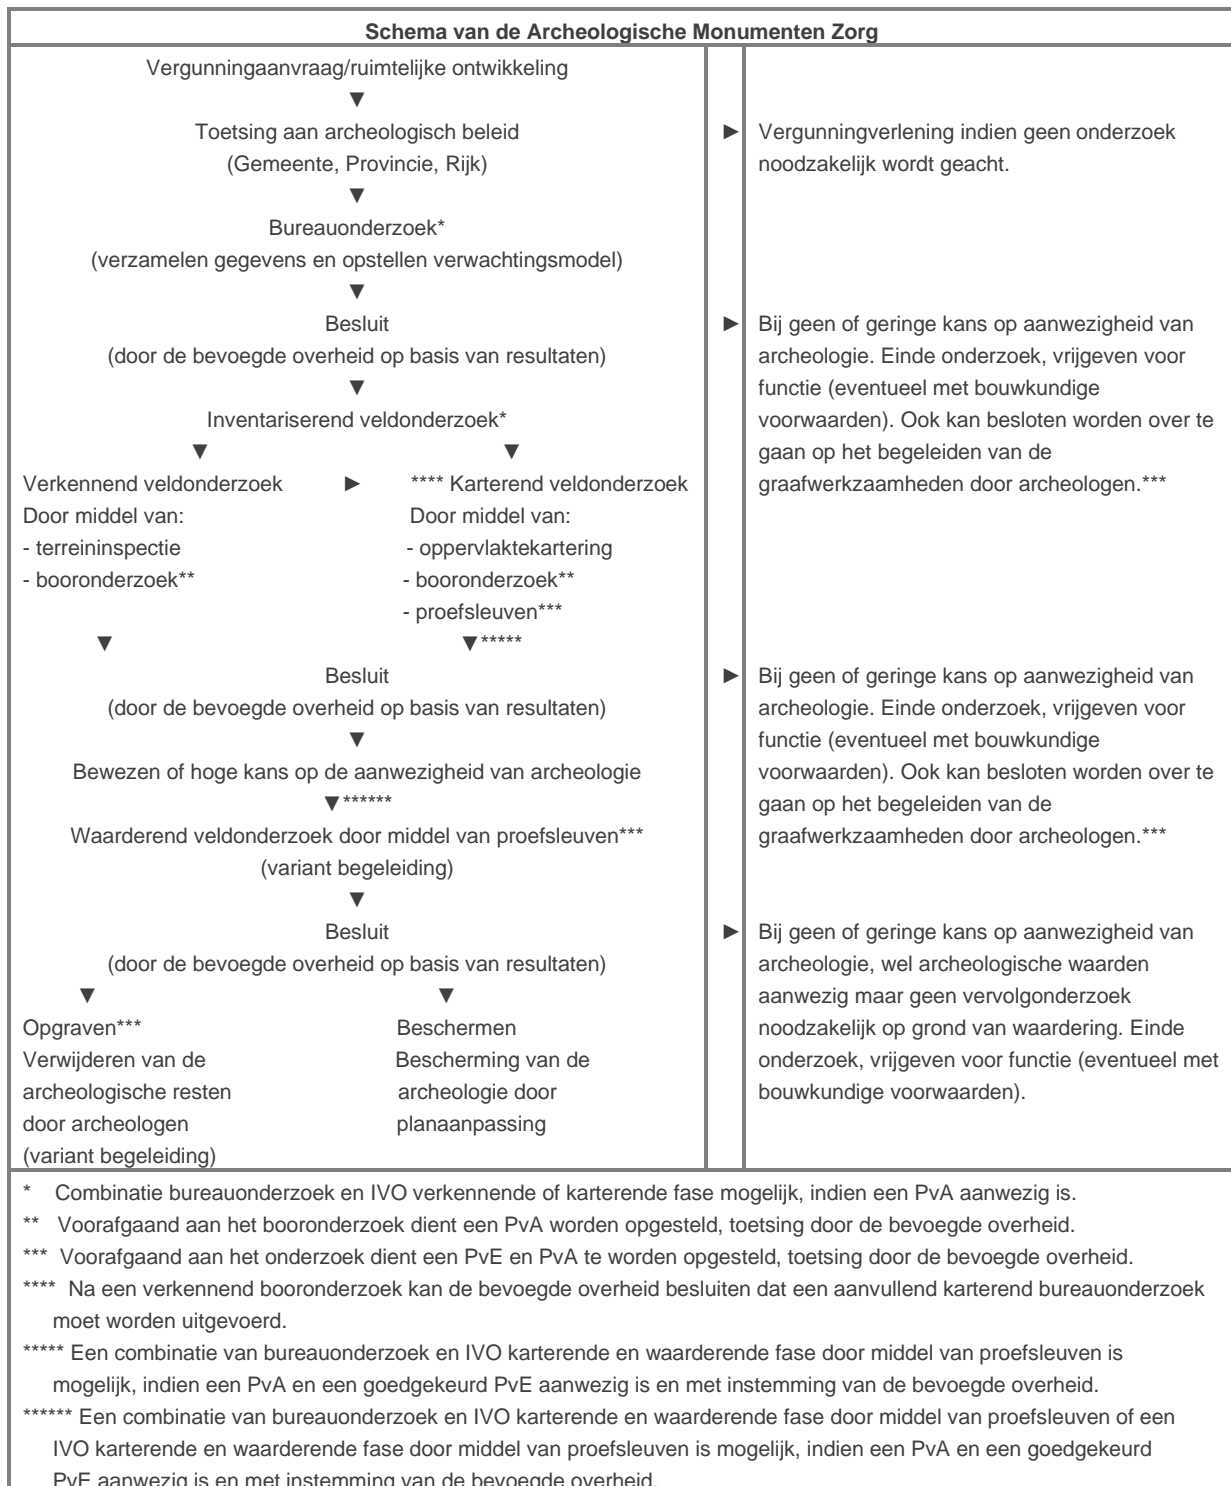 Schema van de Archeologische Monumenten Zorg
Vergunningaanvraag/ruimtelijke ontwikkeling
▼
Toetsing aan archeologisch beleid
(Gemeente, Provincie, Rijk)
► Vergunningverlening indien geen onderzoek
noodzakelijk wordt geacht.
▼
Bureauonderzoek*
(verzamelen gegevens en opstellen verwachtingsmodel)
▼
Besluit
(door de bevoegde overheid op basis van resultaten)
► Bij geen of geringe kans op aanwezigheid van
archeologie. Einde onderzoek, vrijgeven voor
functie (eventueel met bouwkundige
voorwaarden). Ook kan besloten worden over te
gaan op het begeleiden van de
graafwerkzaamheden door archeologen.***
▼
Inventariserend veldonderzoek*
▼ ▼
Verkennend veldonderzoek ► **** Karterend veldonderzoek
Door middel van: Door middel van:
- terreininspectie - oppervlaktekartering
- booronderzoek** - booronderzoek**
- proefsleuven***
▼ ▼*****
Besluit
(door de bevoegde overheid op basis van resultaten)
► Bij geen of geringe kans op aanwezigheid van
archeologie. Einde onderzoek, vrijgeven voor
functie (eventueel met bouwkundige
voorwaarden). Ook kan besloten worden over te
gaan op het begeleiden van de
graafwerkzaamheden door archeologen.***
▼
Bewezen of hoge kans op de aanwezigheid van archeologie
▼******
Waarderend veldonderzoek door middel van proefsleuven***
(variant begeleiding)
▼
Besluit
(door de bevoegde overheid op basis van resultaten)
► Bij geen of geringe kans op aanwezigheid van
archeologie, wel archeologische waarden
aanwezig maar geen vervolgonderzoek
noodzakelijk op grond van waardering. Einde
onderzoek, vrijgeven voor functie (eventueel met
bouwkundige voorwaarden).
▼ ▼
Opgraven*** Beschermen
Verwijderen van de Bescherming van de
archeologische resten archeologie door
door archeologen planaanpassing
(variant begeleiding)
* Combinatie bureauonderzoek en IVO verkennende of karterende fase mogelijk, indien een PvA aanwezig is.
** Voorafgaand aan het booronderzoek dient een PvA worden opgesteld, toetsing door de bevoegde overheid.
*** Voorafgaand aan het onderzoek dient een PvE en PvA te worden opgesteld, toetsing door de bevoegde overheid.
**** Na een verkennend booronderzoek kan de bevoegde overheid besluiten dat een aanvullend karterend bureauonderzoek
moet worden uitgevoerd.
***** Een combinatie van bureauonderzoek en IVO karterende en waarderende fase door middel van proefsleuven is
mogelijk, indien een PvA en een goedgekeurd PvE aanwezig is en met instemming van de bevoegde overheid.
****** Een combinatie van bureauonderzoek en IVO karterende en waarderende fase door middel van proefsleuven of een
IVO karterende en waarderende fase door middel van proefsleuven is mogelijk, indien een PvA en een goedgekeurd
PvE aanwezig is en met instemming van de bevoegde overheid.